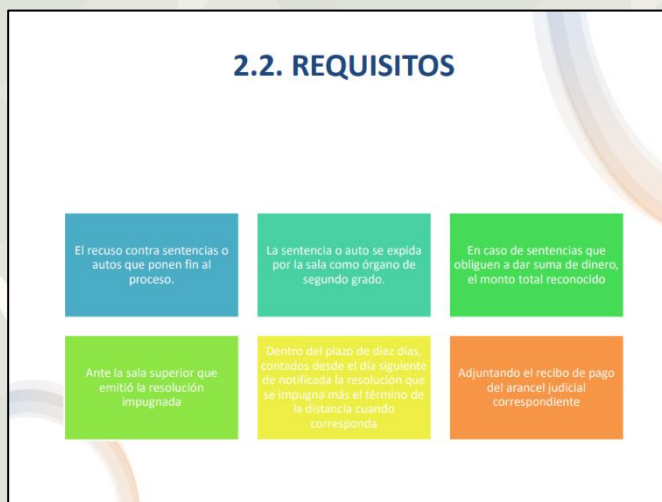 2.2. REQUISITOS
El recuso contra sentencias o
autos que ponen fin al
proceso.
La sentencia o auto se expida
por la sala como órgano de
segundo grado.
En caso de sentencias que
obliguen a dar suma de dinero,
el monto total reconocido
Ante la sala superior que
emitió la resolución
impugnada
Dentro del plazo de diez días,
contados desde el día siguiente
de notificada la resolución que
se impugna más el término de
la distancia cuando
corresponda
Adjuntando el recibo de pago
del arancel judicial
correspondiente